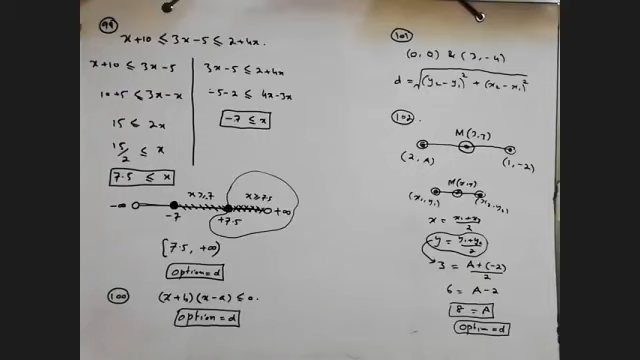 99
x+10 ≤ 3x-5 ≤ 2+4x.
x+10 ≤ 3x-5
10+5 ≤ 3x-x
15 ≤ 2x
15/2 ≤ x
7.5 ≤ x
3x-5 ≤ 2+4x
-5-2 ≤ 4x-3x
-7 ≤ x
x≥-7 x≥7.5
-∞ -7 +7.5 +∞
[7.5, +∞)
option=d
100 (x+b)(x-a) ≤ 0.
option=d
101
(0, 0) & (3, -4)
d = √(y₂-y₁)² + (x₂-x₁)²
102.
M(3,3)
(2, A) (1, -2)
(x₁, y₁) (x₂, y₂)
x = x₁+x₂/2
y = y₁+y₂/2
3 = A+(-2)/2
6 = A-2
8 = A
option=d